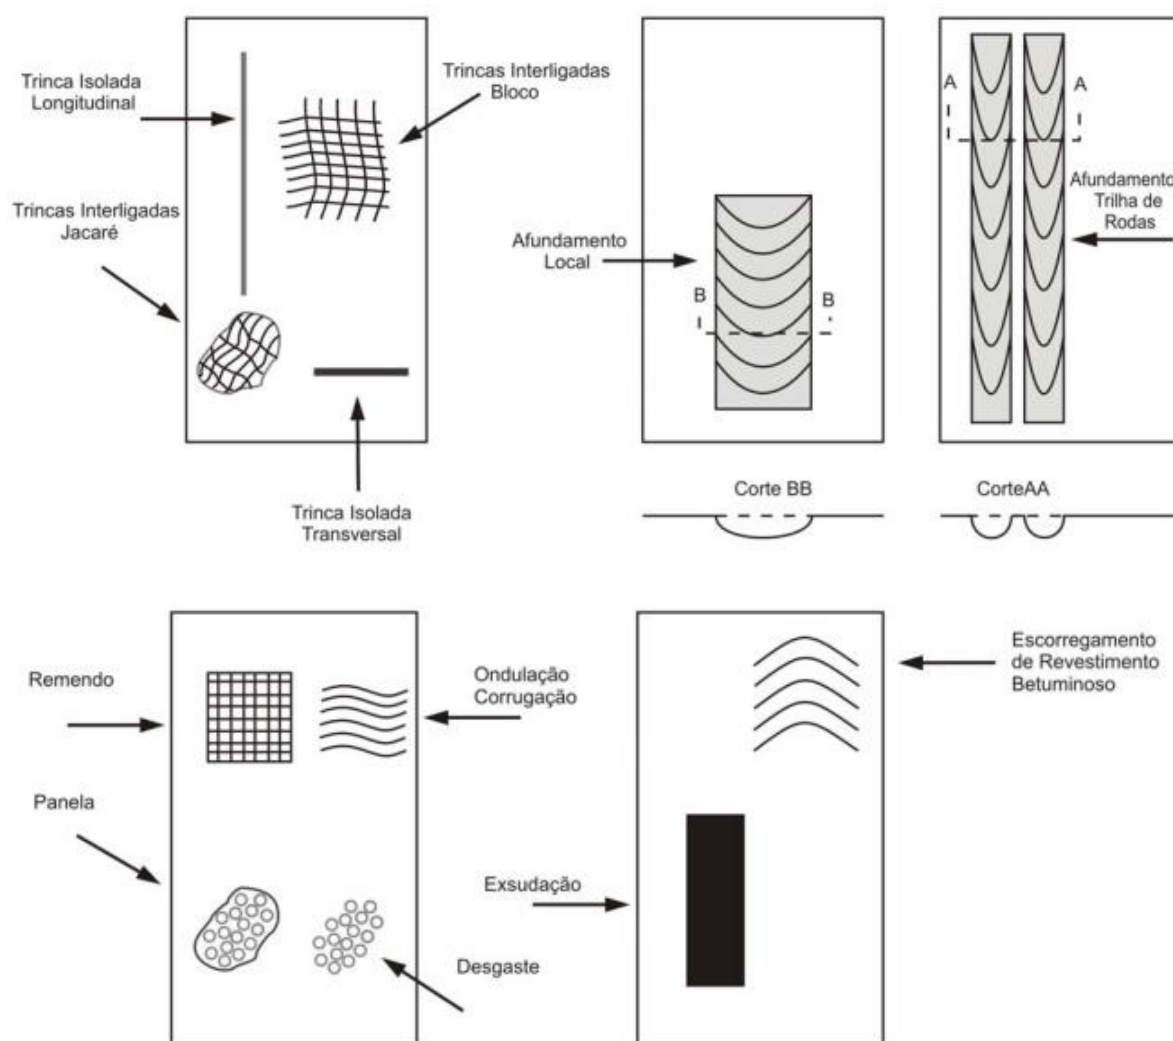 Trinca Isolada
Longitudinal
Trincas Interligadas
Bloco
Trincas Interligadas
Jacaré
Trinca Isolada
Transversal
Afundamento
Local
B
B
Corte BB
A
A
Afundamento
Trilha de
Rodas
CorteAA
Remendo
Ondulação
Corrugação
Panela
Desgaste
Escorregamento
de Revestimento
Betuminoso
Exsudação